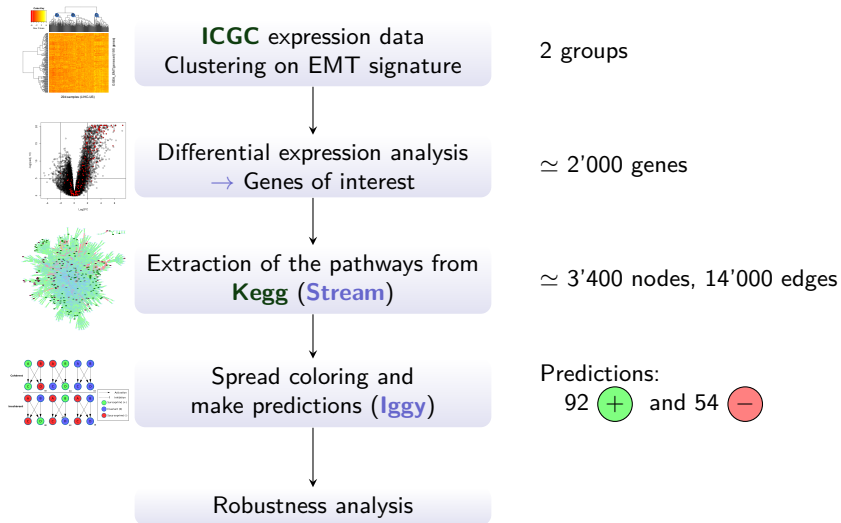 ICGC expression data
Clustering on EMT signature
2 groups
Differential expression analysis
→ Genes of interest
≃ 2'000 genes
Extraction of the pathways from
Kegg (Stream)
≃ 3'400 nodes, 14'000 edges
Spread coloring and
make predictions (Iggy)
Predictions:
92 + and 54 −
Robustness analysis